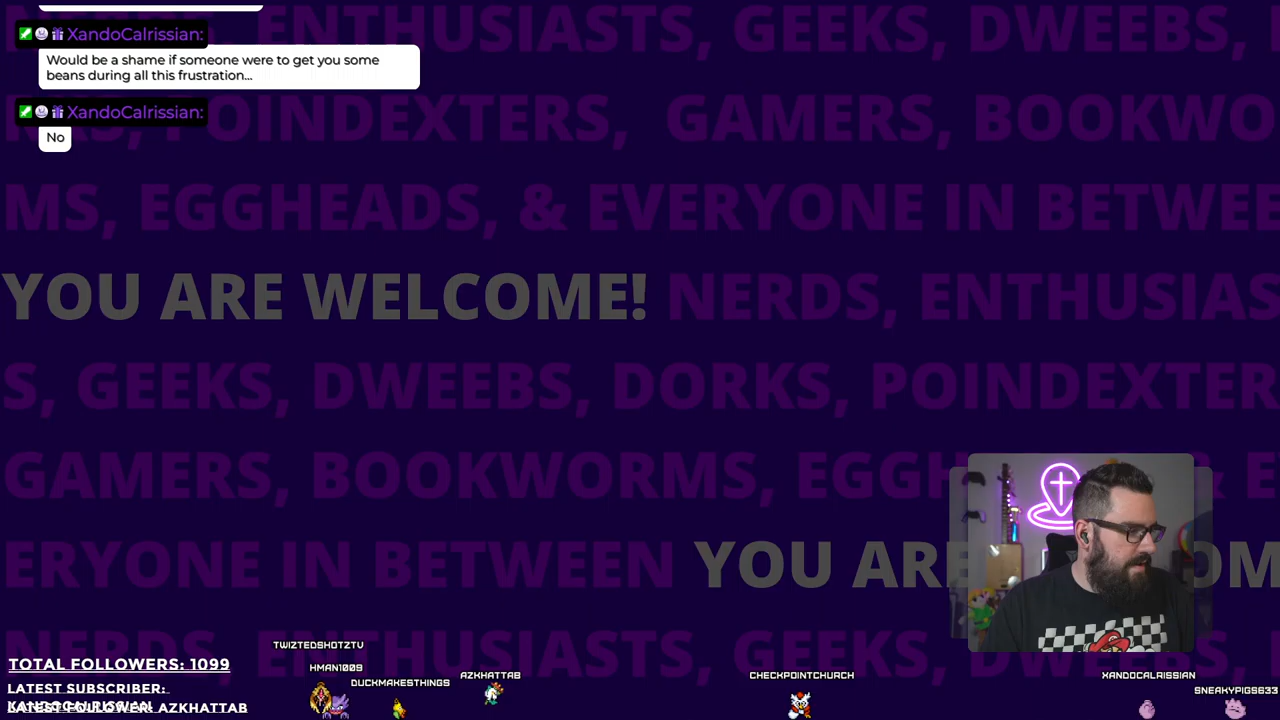 NERDS, ENTHUSIASTS, GEEKS, DWEEBS,
XandoCalrissian:
Would be a shame if someone were to get you some
beans during all this frustration...
XandoCalrissian:
No
POINDEXTERS, GAMERS, BOOKWO
MS, EGGHEADS, & EVERYONE IN BETWEE
YOU ARE WELCOME! NERDS, ENTHUSIAS
S, GEEKS, DWEEBS, DORKS, POINDEXTER
GAMERS, BOOKWORMS, EGGH & E
ERYONE IN BETWEEN YOU ARE OM
NERDS, ENTHUSIASTS, GEEKS, DWEEBS,
TWIZTEDSHOTZTV
HMAN1009
DUCKMAKESTHINGS
AZKHATTAB
CHECKPOINTCHURCH
XANDOCALRISSIAN
SNEAKYPIGS633
TOTAL FOLLOWERS: 1099
LATEST SUBSCRIBER:
LATEST FOLLOWER: AZKHATTAB